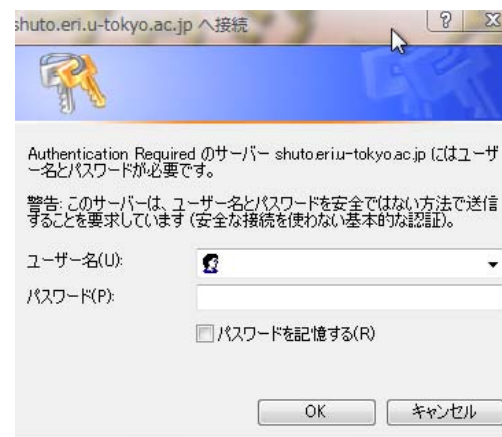 shuto.eri.u-tokyo.ac.jp へ接続
Authentication Required のサーバー shuto.eri.u-tokyo.ac.jp にはユーザ
ー名とパスワードが必要です。
警告: このサーバーは、ユーザー名とパスワードを安全ではない方法で送信
することを要求しています (安全な接続を使わない基本的な認証)。
ユーザー名(U):
パスワード(P):
パスワードを記憶する(R)
OK キャンセル